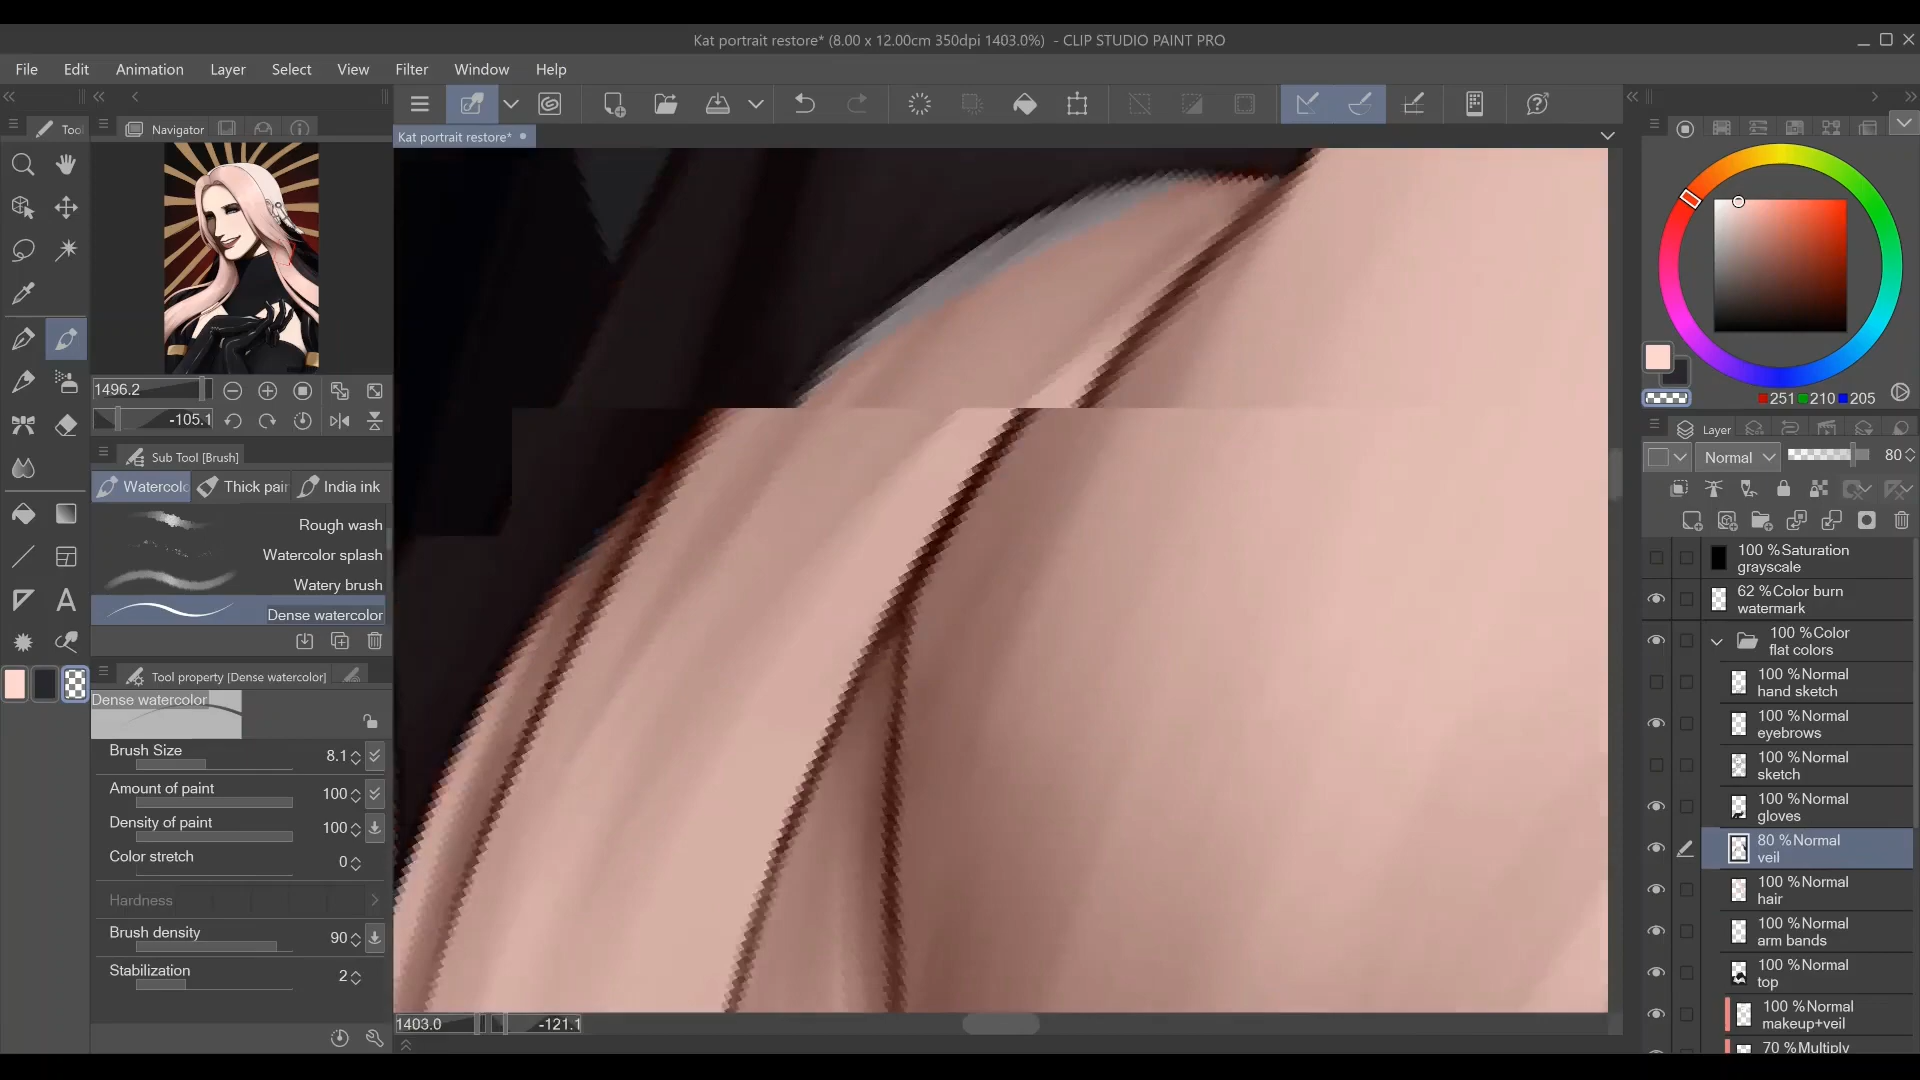 Kat portrait restore* (8.00 x 12.00cm 350dpi 1403.0%) - CLIP STUDIO PAINT PRO
File Edit Animation Layer Select View Filter Window Help
Tool
Navigator
Kat portrait restore*
1496.2
-105.1
Sub Tool [Brush]
Watercolo Thick pain India ink
Rough wash
Watercolor splash
Watery brush
Dense watercolor
Tool property [Dense watercolor]
Dense watercolor
Brush Size 8.1
Amount of paint 100
Density of paint 100
Color stretch 0
Hardness
Brush density 90
Stabilization 2
1403.0 -121.1
251 210 205
Layer
Normal 80
100 %Saturation
grayscale
62 %Color burn
watermark
100 %Color
flat colors
100 %Normal
hand sketch
100 %Normal
eyebrows
100 %Normal
sketch
100 %Normal
gloves
80 %Normal
veil
100 %Normal
hair
100 %Normal
arm bands
100 %Normal
top
100 %Normal
makeup+veil
70 %Multiply